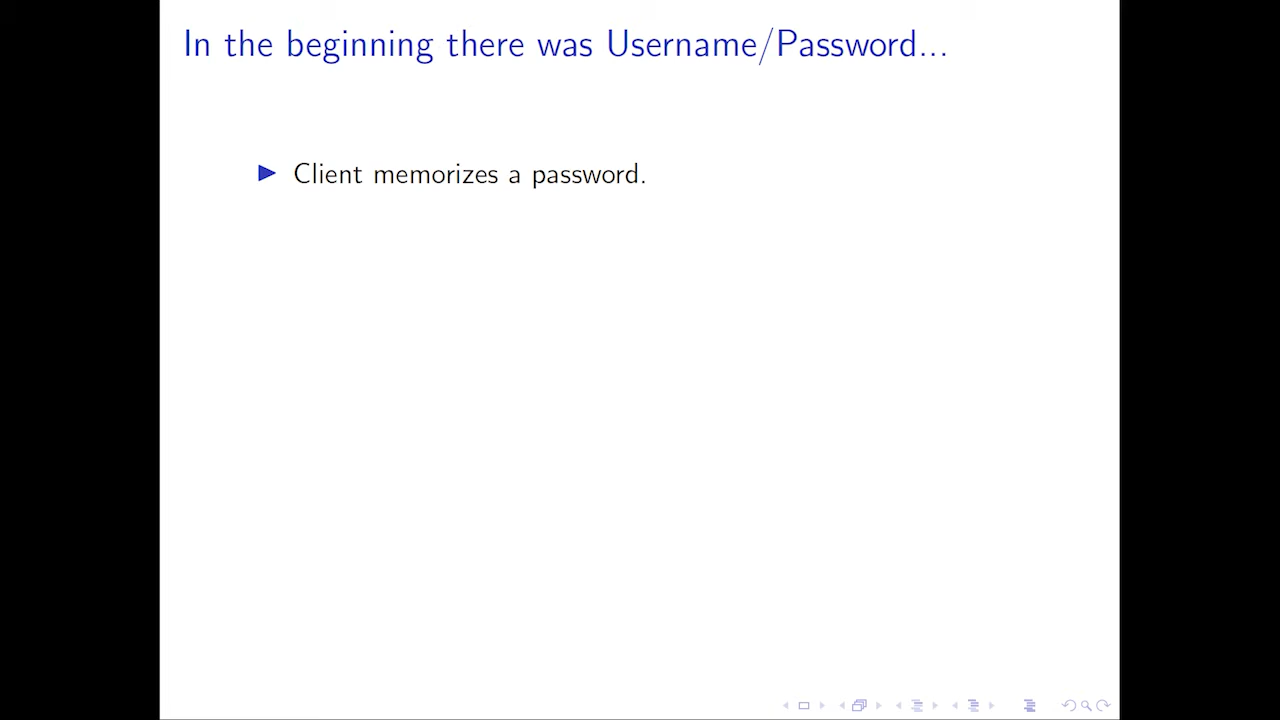 In the beginning there was Username/Password...
Client memorizes a password.